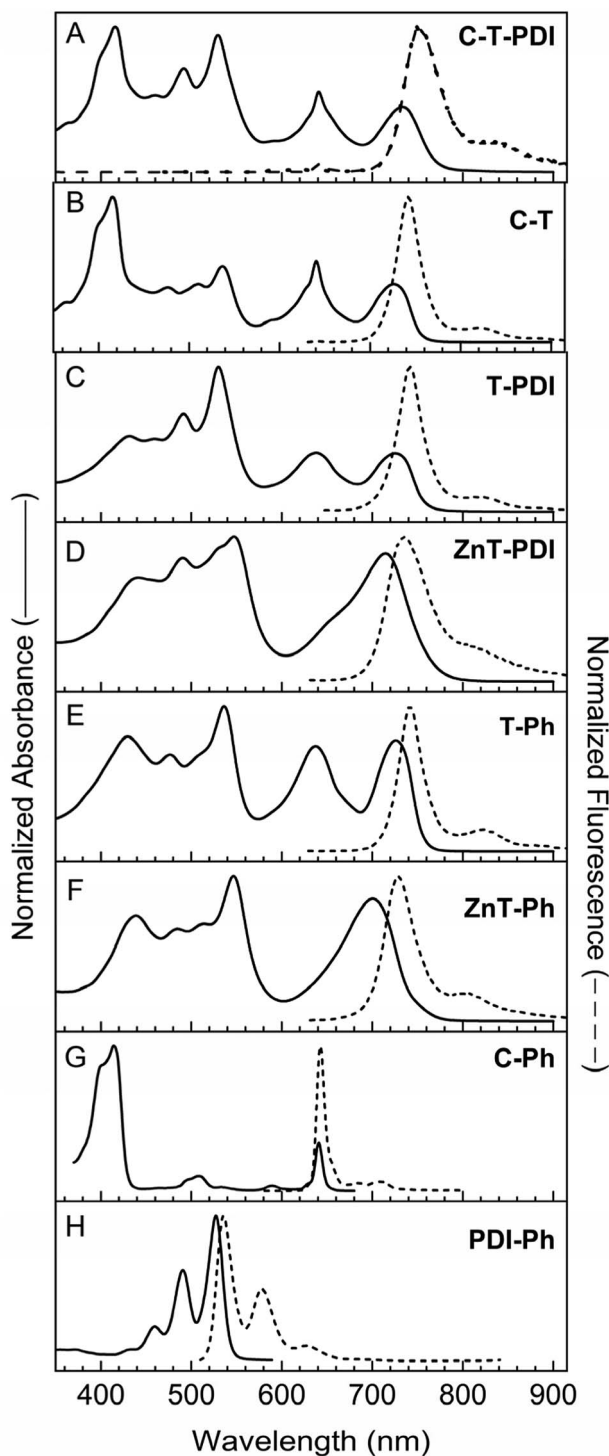 A
C-T-PDI
B
C-T
C
T-PDI
D
ZnT-PDI
E
T-Ph
F
ZnT-Ph
G
C-Ph
H
PDI-Ph
Normalized Absorbance (———)
Normalized Fluorescence (– – – –)
400 500 600 700 800 900
Wavelength (nm)